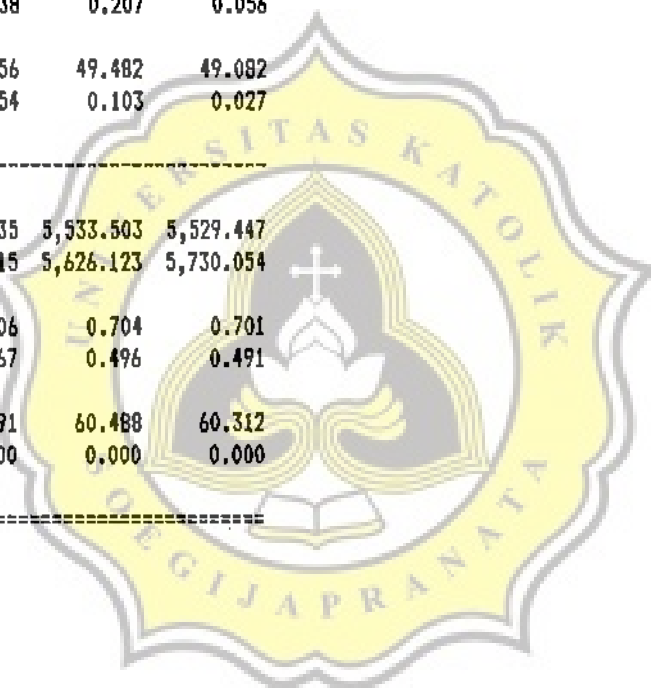 38 0.207 0.056
56 49.482 49.082
54 0.103 0.027
35 5,533.503 5,529.447
15 5,626.123 5,730.054
06 0.704 0.701
67 0.496 0.491
91 60.488 60.312
00 0.000 0.000
UNIVERSITAS KATOLIK
SOEGIJAPRANATA